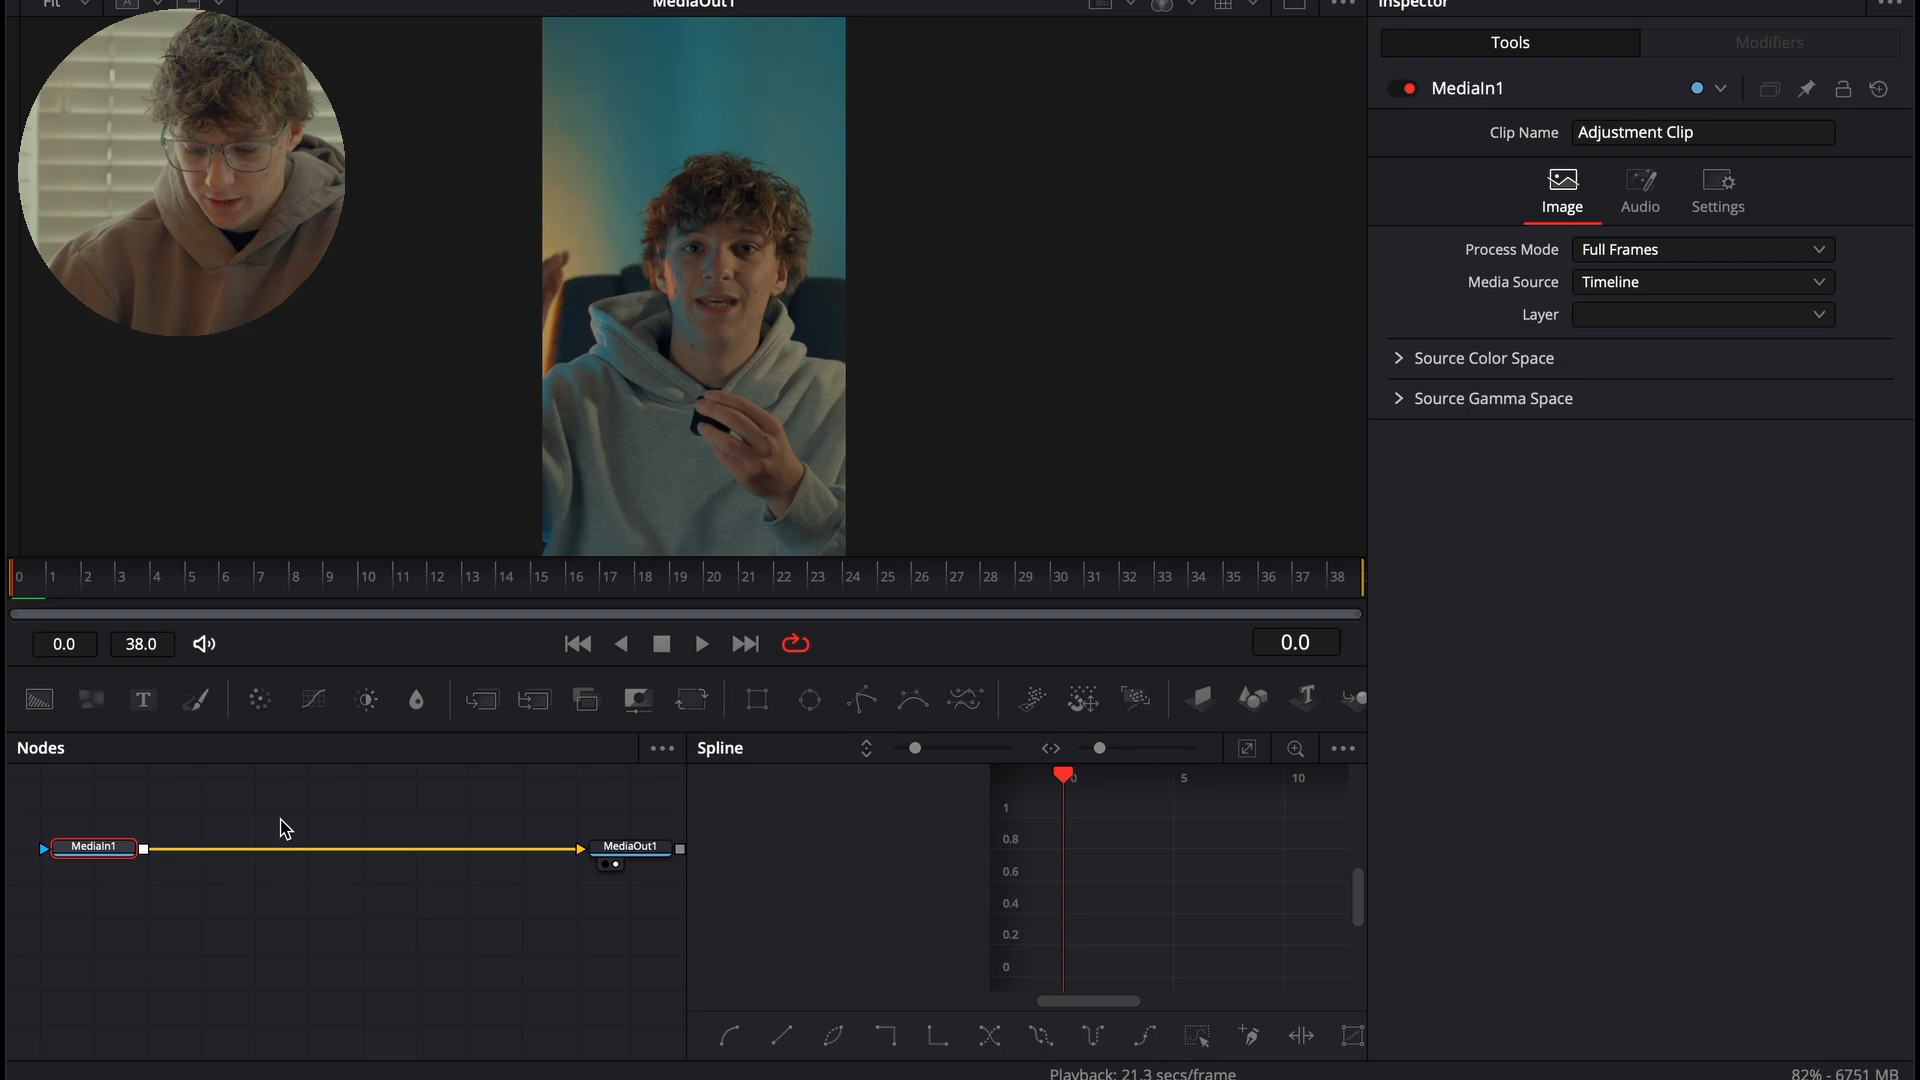 Fit
A
MediaOut1
Inspector
Tools
Modifiers
MediaIn1
Clip Name
Adjustment Clip
Image
Audio
Settings
Process Mode
Full Frames
Media Source
Timeline
Layer
Source Color Space
Source Gamma Space
0 1 2 3 4 5 6 7 8 9 10 11 12 13 14 15 16 17 18 19 20 21 22 23 24 25 26 27 28 29 30 31 32 33 34 35 36 37 38
0.0
38.0
0.0
T
T
Nodes
Spline
MediaIn1
MediaOut1
0 5 10
1
0.8
0.6
0.4
0.2
0
Playback: 21.3 secs/frame
82% - 6751 MB